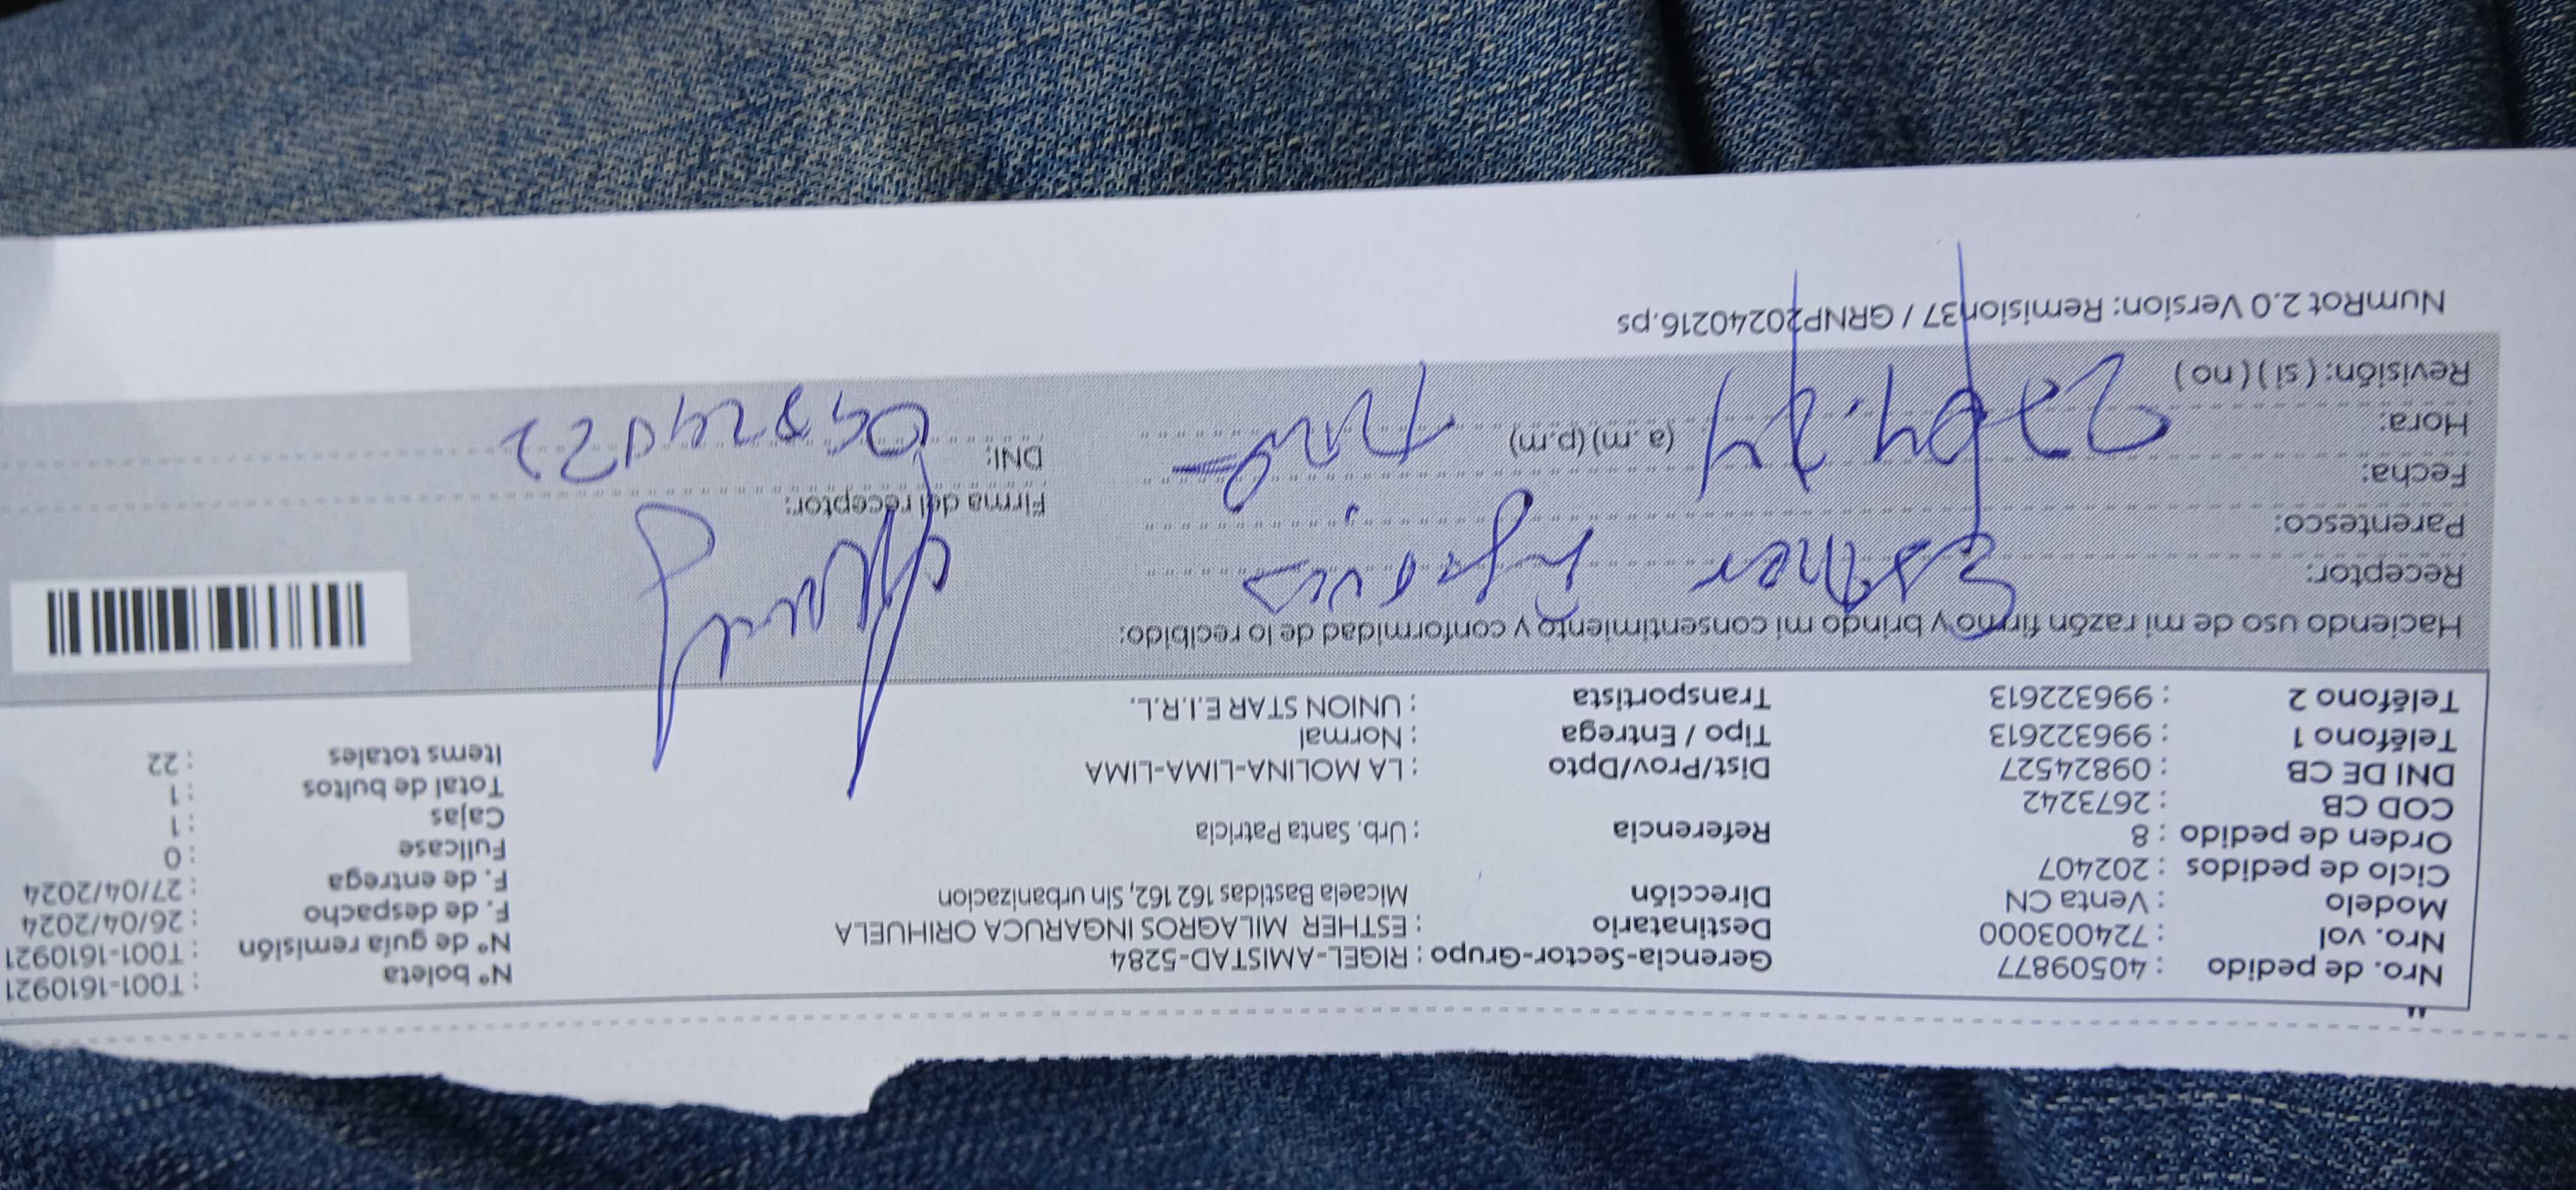 Nro. de pedido : 40509877 Gerencia-Sector-Grupo : RIGEL-AMISTAD-5284 N° boleta : T001-1610921
Nro. vol : 724003000 Destinatario : ESTHER MILAGROS INGARUCA ORIHUELA N° de guía remisión : T001-1610921
Modelo : Venta CN Dirección Micaela Bastidas 162 162, Sin urbanizacion F. de despacho : 26/04/2024
Ciclo de pedidos : 202407 F. de entrega : 27/04/2024
Orden de pedido : 8 Referencia : Urb. Santa Patricia Fullcase : 0
COD CB : 2673242 Cajas : 1
DNI DE CB : 09824527 Dist/Prov/Dpto : LA MOLINA-LIMA-LIMA Total de bultos : 1
Teléfono 1 : 996322613 Tipo / Entrega : Normal Items totales : 22
Teléfono 2 : 996322613 Transportista : UNION STAR E.I.R.L.
Haciendo uso de mi razón firmo y brindo mi consentimiento y conformidad de lo recibido:
Receptor: Esther
Parentesco: Firma del receptor:
Fecha: 27/04/24
Hora: (a.m) (p.m) DNI:
Revisión: (si) (no)
NumRot 2.0 Version: Remision37 / GRNP20240216.ps